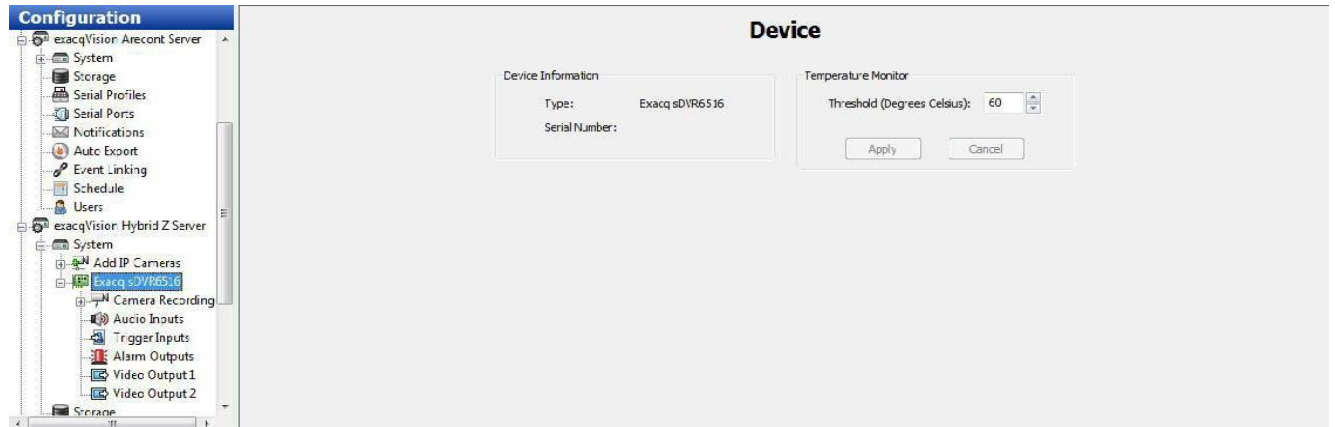 Configuration
exacqVision Arecont Server
System
Storage
Serial Profiles
Serial Ports
Notifications
Auto Export
Event Linking
Schedule
Users
exacqVision Hybrid Z Server
System
Add IP Cameras
Exacq sDVR6516
Camera Recording
Audio Inputs
Trigger Inputs
Alarm Outputs
Video Output 1
Video Output 2
Storage
Device
Device Information
Type: Exacq sDVR6516
Serial Number:
Temperature Monitor
Threshold (Degrees Celsius): 60
Apply Cancel